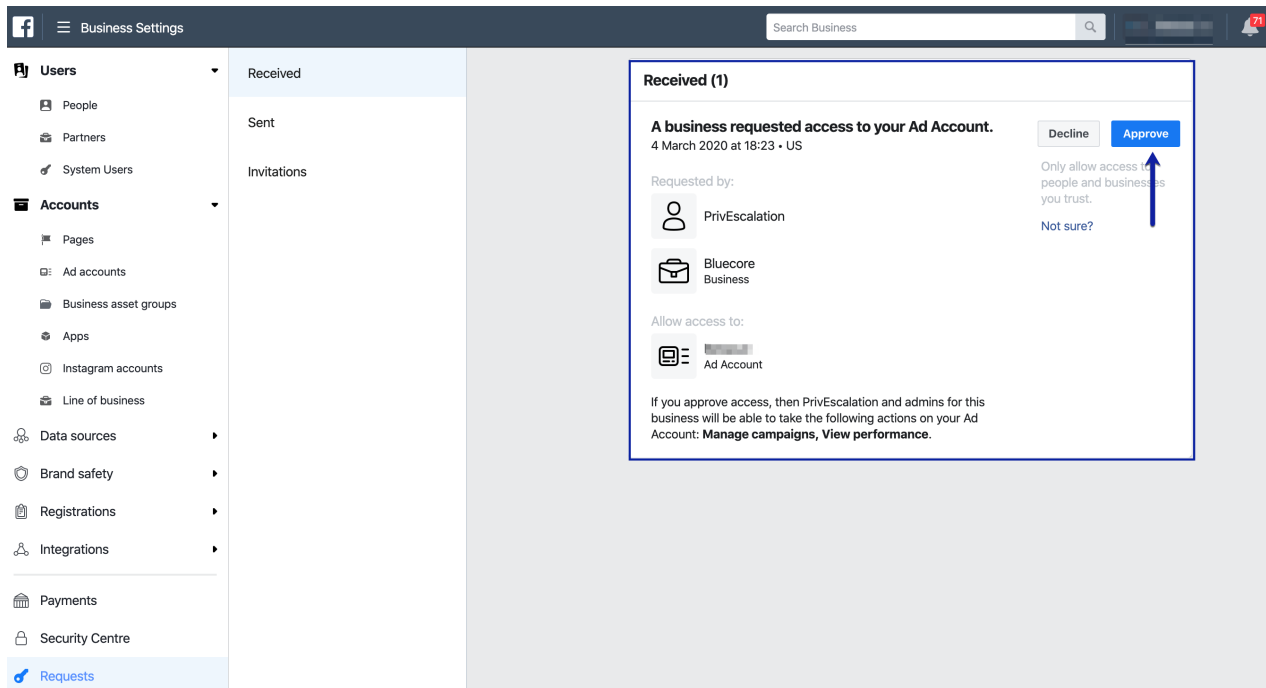 Business Settings
Search Business
71
Users
People
Partners
System Users
Accounts
Pages
Ad accounts
Business asset groups
Apps
Instagram accounts
Line of business
Data sources
Brand safety
Registrations
Integrations
Payments
Security Centre
Requests
Received
Sent
Invitations
Received (1)
A business requested access to your Ad Account.
4 March 2020 at 18:23 • US
Decline
Approve
Only allow access to
people and businesses
you trust.
Not sure?
Requested by:
PrivEscalation
Bluecore
Business
Allow access to:
Ad Account
If you approve access, then PrivEscalation and admins for this
business will be able to take the following actions on your Ad
Account: Manage campaigns, View performance.